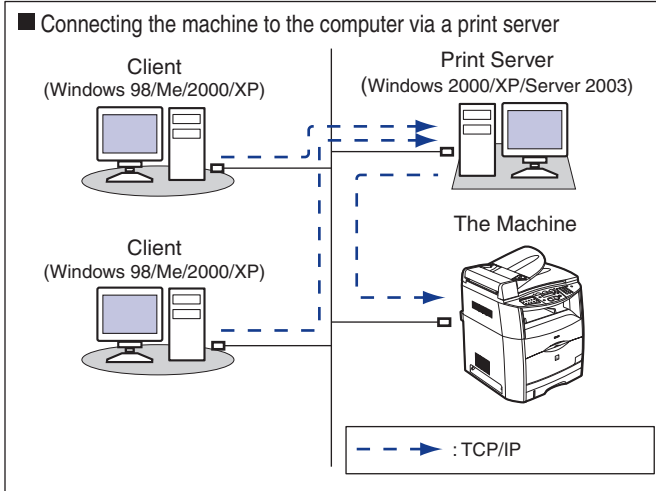 ■ Connecting the machine to the computer via a print server
Client
(Windows 98/Me/2000/XP)
Print Server
(Windows 2000/XP/Server 2003)
The Machine
Client
(Windows 98/Me/2000/XP)
: TCP/IP